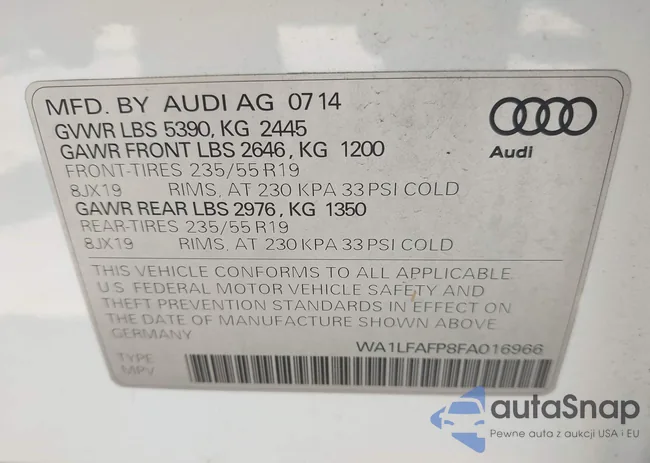 MFD. BY AUDI AG 07 14
GVWR LBS 5390, KG 2445
GAWR FRONT LBS 2646, KG 1200
FRONT-TIRES 235/55 R19
8JX19 RIMS, AT 230 KPA 33 PSI COLD
GAWR REAR LBS 2976, KG 1350
REAR-TIRES 235/55 R19
8JX19 RIMS, AT 230 KPA 33 PSI COLD
Audi
THIS VEHICLE CONFORMS TO ALL APPLICABLE
U.S. FEDERAL MOTOR VEHICLE SAFETY AND
THEFT PREVENTION STANDARDS IN EFFECT ON
THE DATE OF MANUFACTURE SHOWN ABOVE
GERMANY
WA1LFAFP8FA016966
TYPE
MPV
autaSnap
Pewne auta z aukcji USA i EU